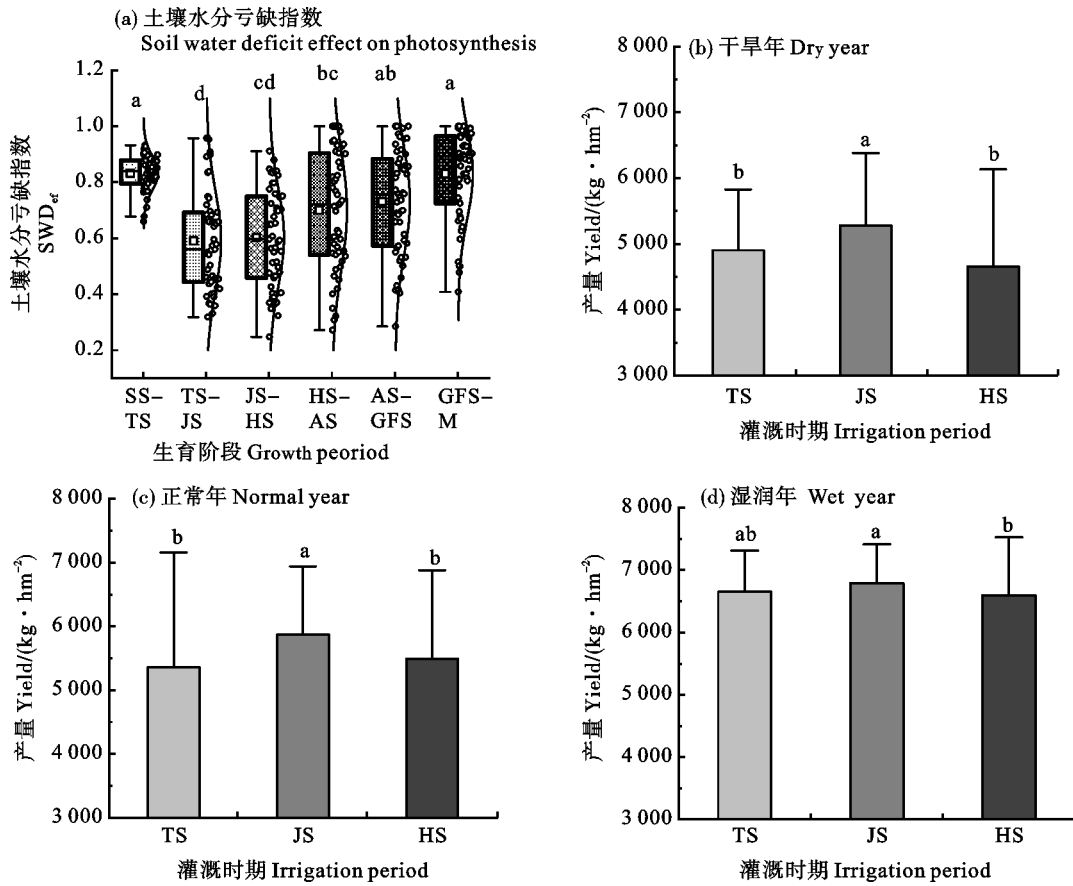 (a) 土壤水分亏缺指数
Soil water deficit effect on photosynthesis
土壤水分亏缺指数
SWDef
1.2
1.0
0.8
0.6
0.4
0.2
a
d
cd
bc
ab
a
SS–
TS
TS–
JS
JS–
HS
HS–
AS
AS–
GFS
GFS–
M
生育阶段 Growth peoriod
(b) 干旱年 Dry year
产量 Yield/(kg·hm⁻²)
8 000
7 000
6 000
5 000
4 000
3 000
b
a
b
TS
JS
HS
灌溉时期 Irrigation period
(c) 正常年 Normal year
产量 Yield/(kg·hm⁻²)
8 000
7 000
6 000
5 000
4 000
3 000
b
a
b
TS
JS
HS
灌溉时期 Irrigation period
(d) 湿润年 Wet year
产量 Yield/(kg·hm⁻²)
8 000
7 000
6 000
5 000
4 000
3 000
ab
a
b
TS
JS
HS
灌溉时期 Irrigation period